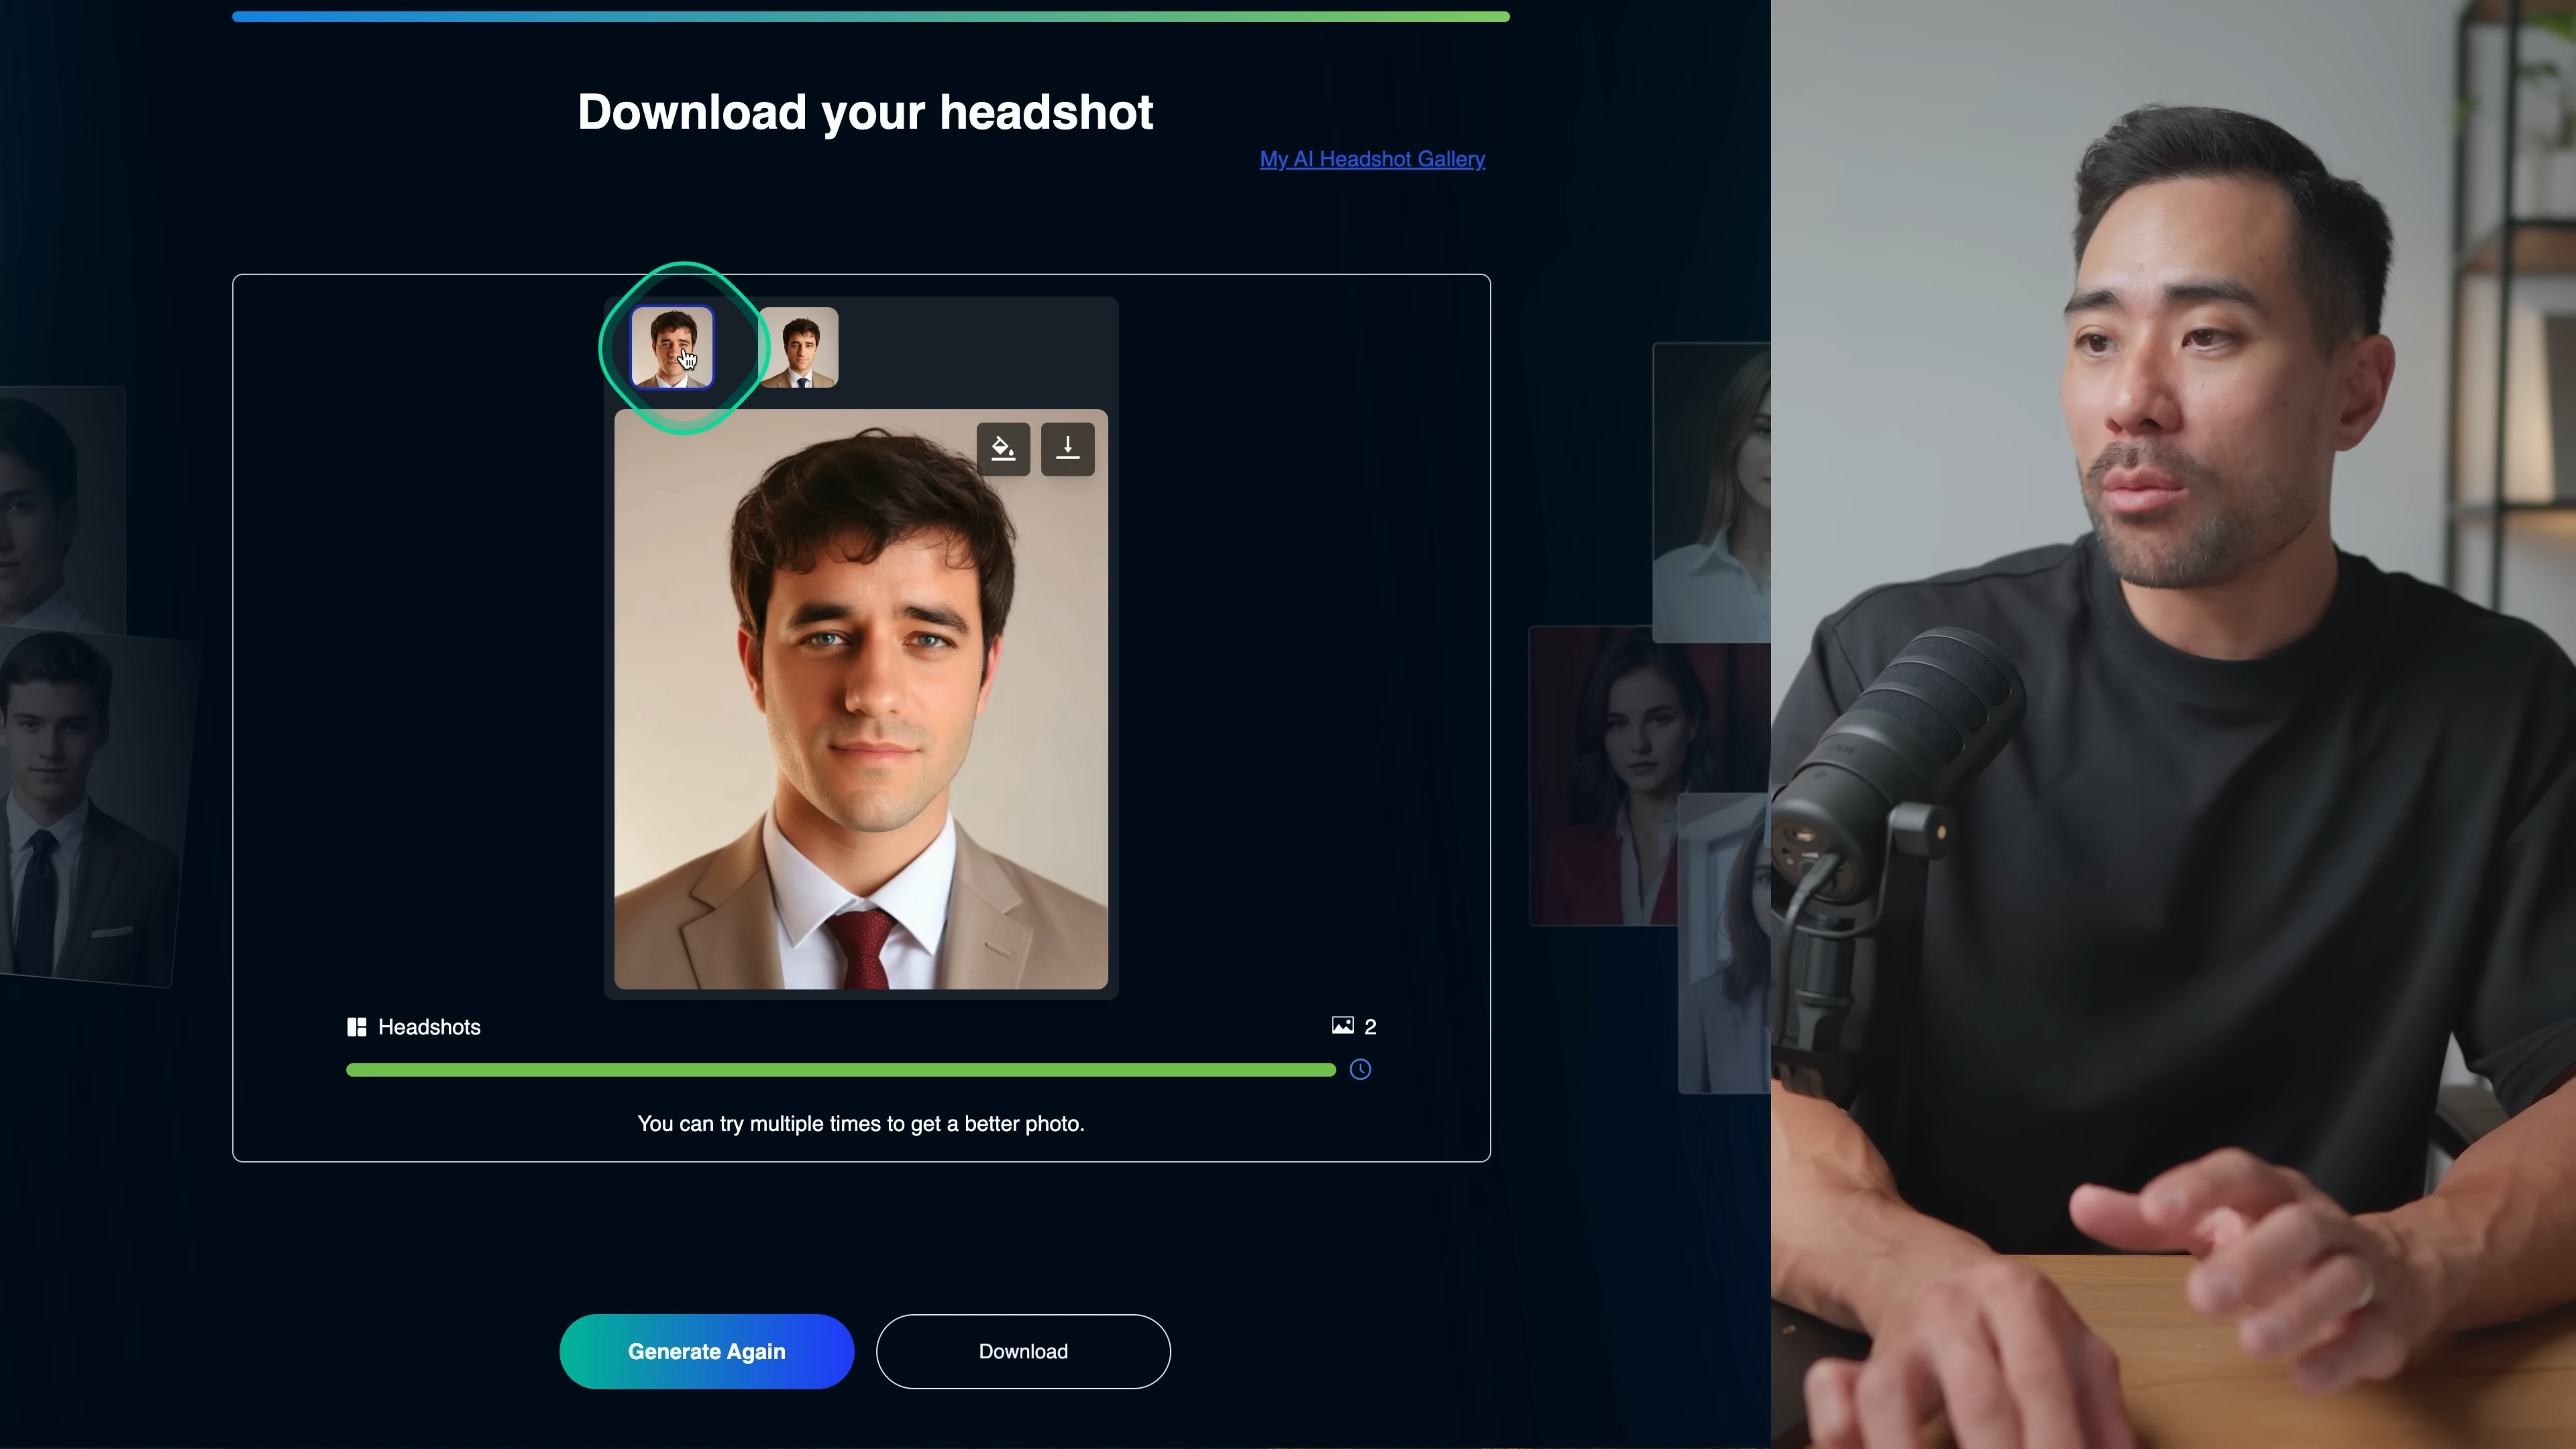 Download your headshot
My AI Headshot Gallery
Headshots
2
You can try multiple times to get a better photo.
Generate Again
Download